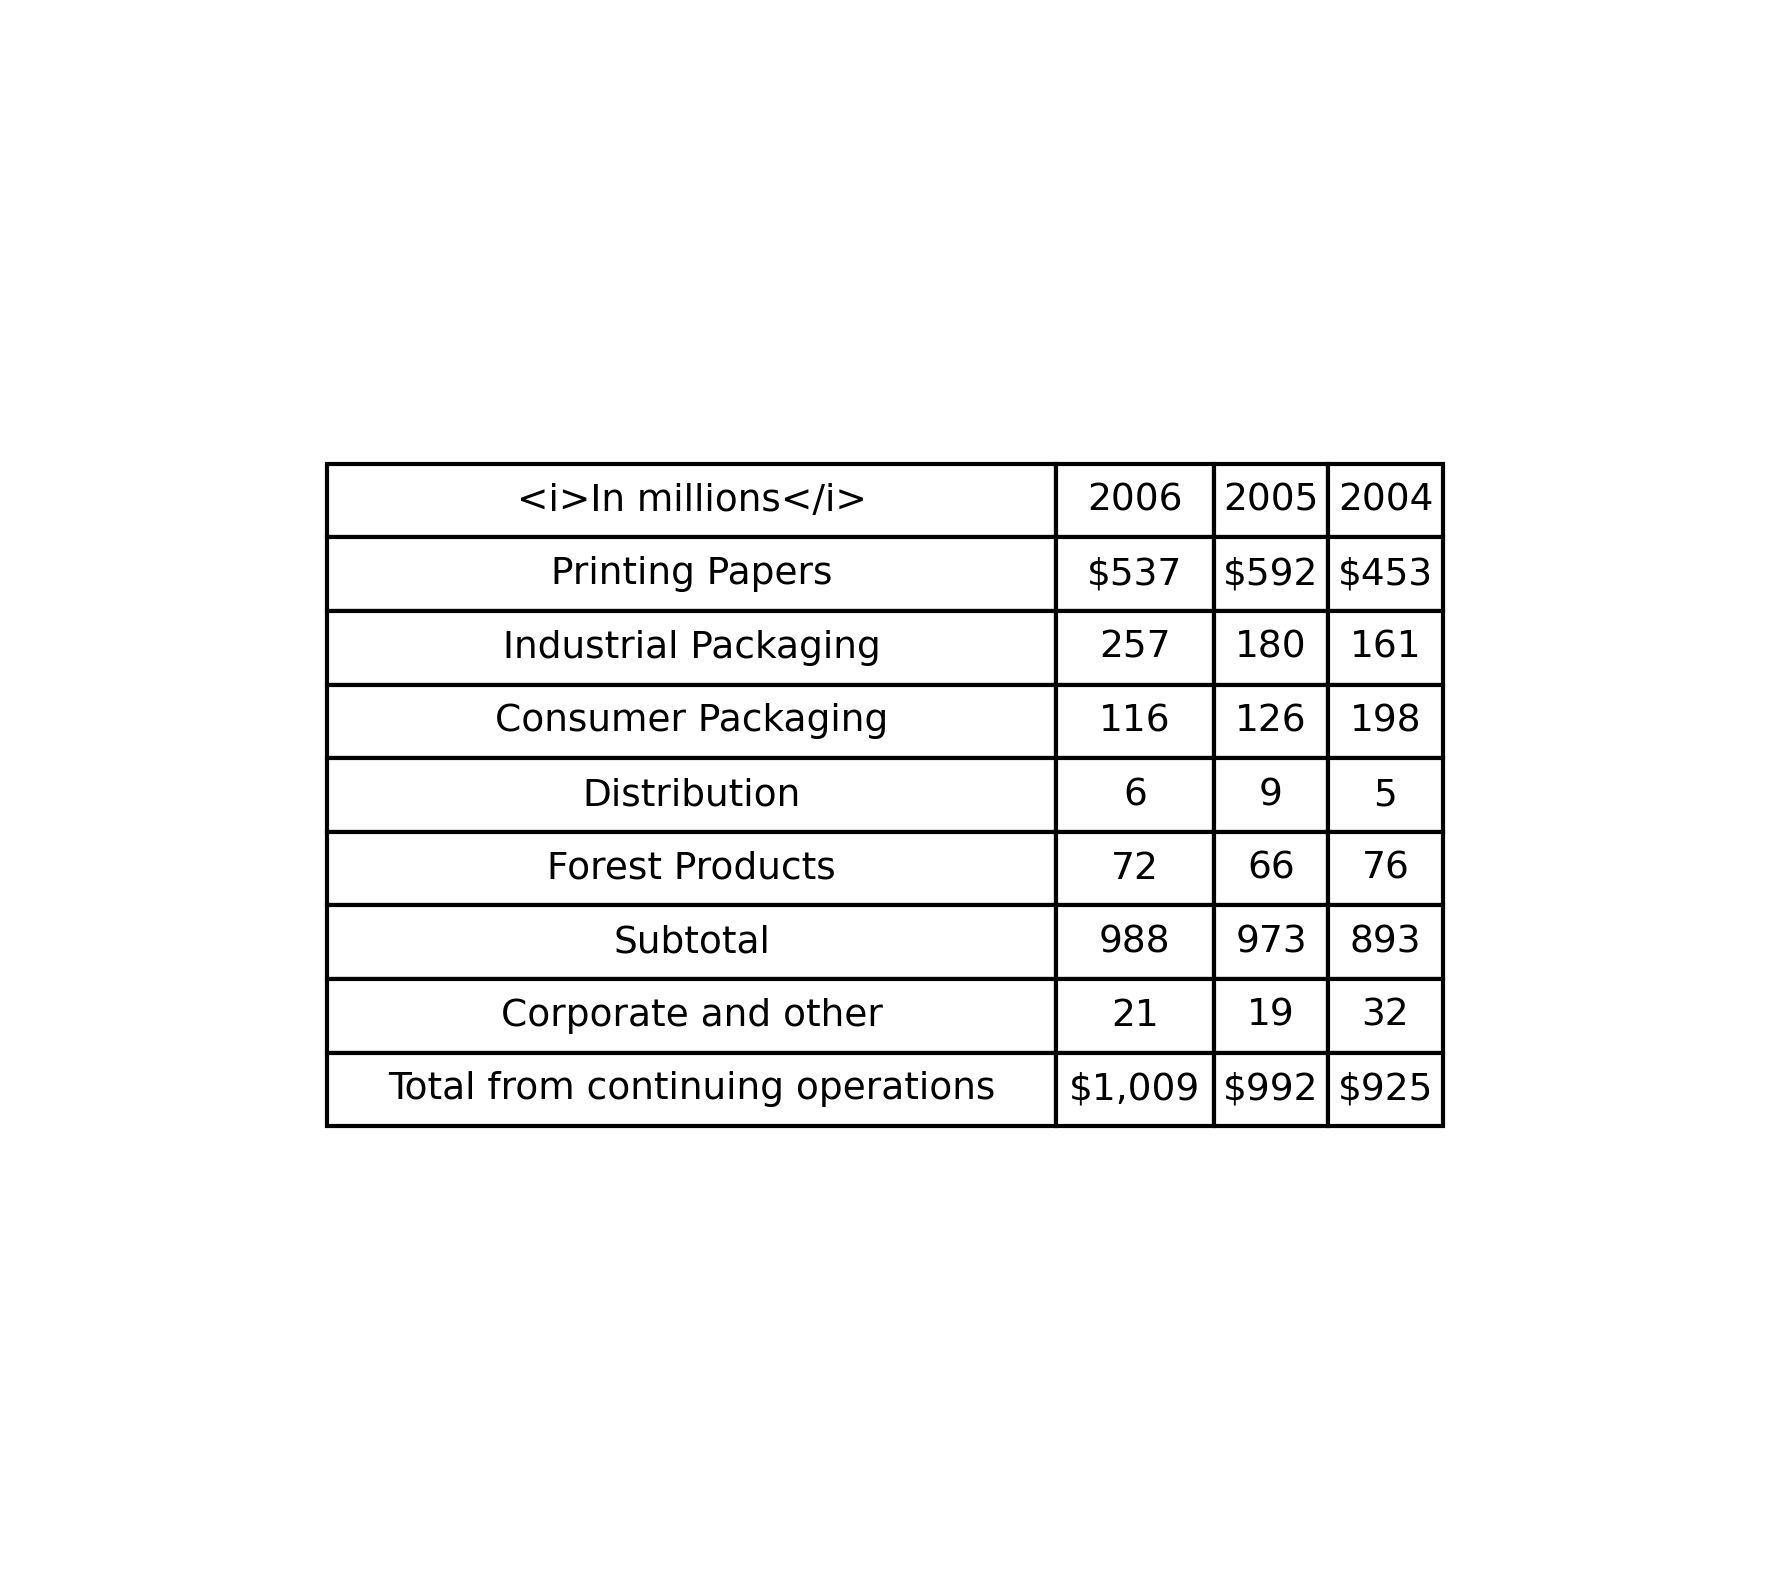 <i>In millions</i> 2006 2005 2004
Printing Papers $537 $592 $453
Industrial Packaging 257 180 161
Consumer Packaging 116 126 198
Distribution 6 9 5
Forest Products 72 66 76
Subtotal 988 973 893
Corporate and other 21 19 32
Total from continuing operations $1,009 $992 $925